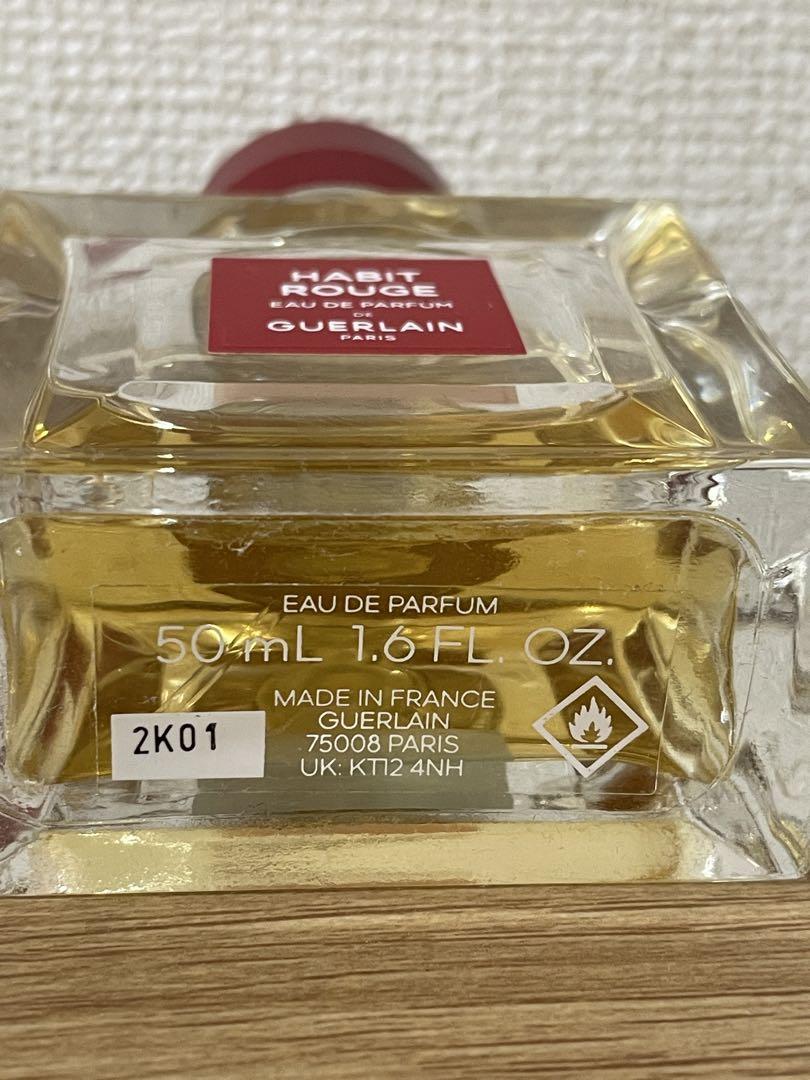 HABIT
ROUGE
EAU DE PARFUM
DE
GUERLAIN
PARIS
EAU DE PARFUM
50 mL 1.6 FL. OZ.
MADE IN FRANCE
GUERLAIN
75008 PARIS
UK: KT12 4NH
2K01